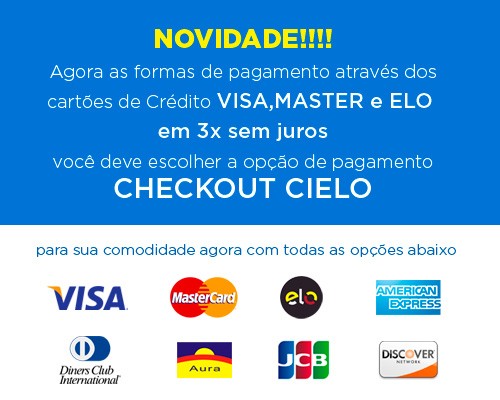 NOVIDADE!!!!
Agora as formas de pagamento através dos
cartões de Crédito VISA,MASTER e ELO
em 3x sem juros
você deve escolher a opção de pagamento
CHECKOUT CIELO
para sua comodidade agora com todas as opções abaixo
VISA MasterCard elo AMERICAN EXPRESS
Diners Club International® Aura JCB DISCOVER NETWORK